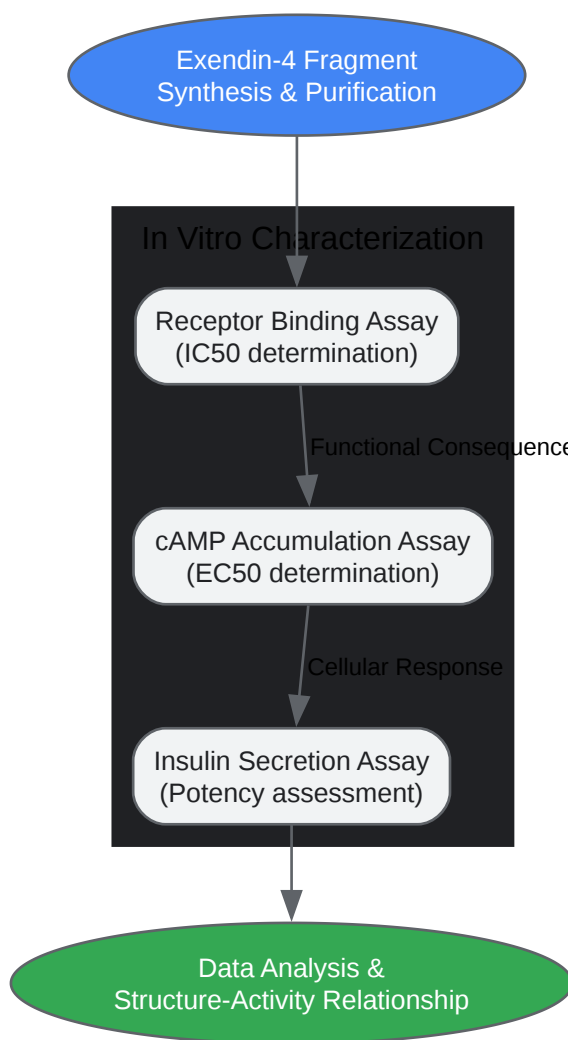 Exendin-4 Fragment
Synthesis & Purification
In Vitro Characterization
Receptor Binding Assay
(IC50 determination)
Functional Consequence
cAMP Accumulation Assay
(EC50 determination)
Cellular Response
Insulin Secretion Assay
(Potency assessment)
Data Analysis &
Structure-Activity Relationship